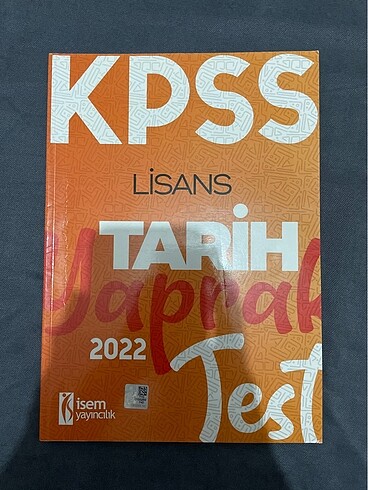 KPSS
LİSANS
TARİH
Yaprak
2022
Test
isem
yayıncılık